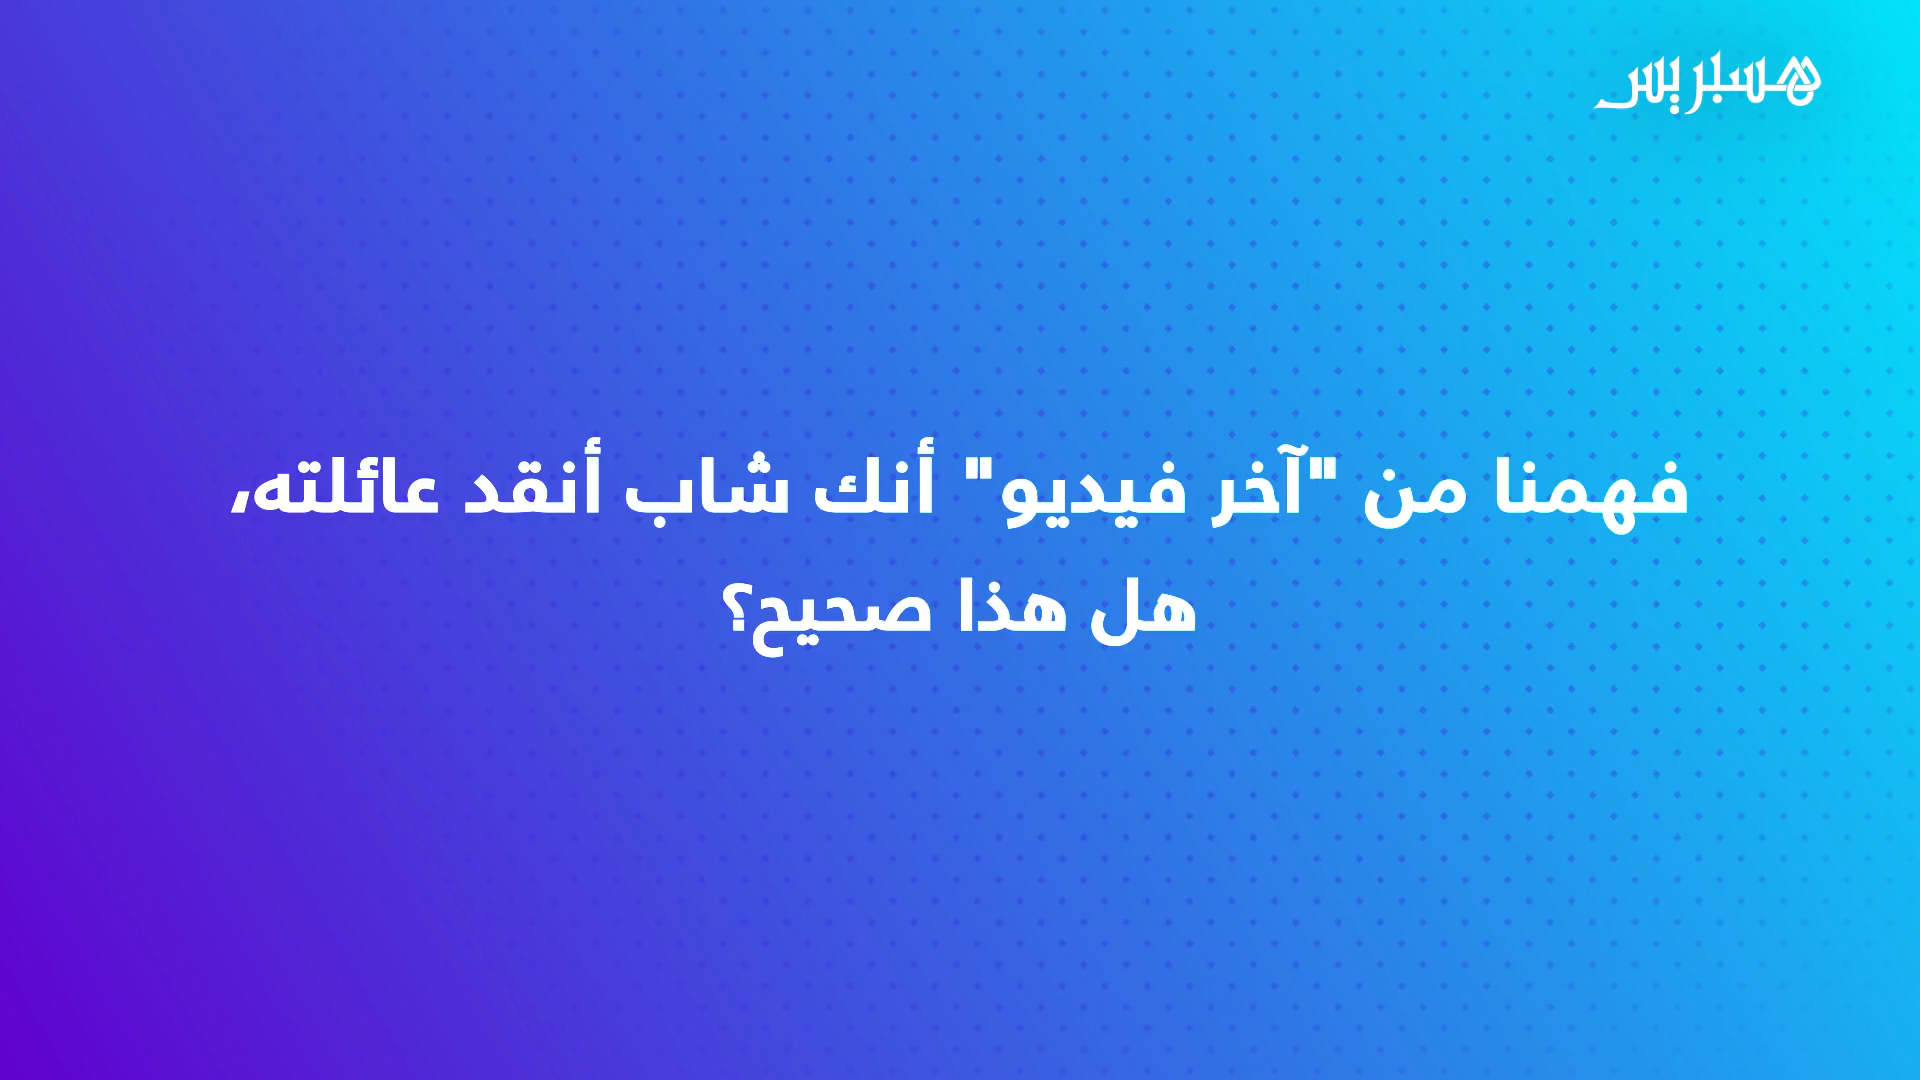 هسبريس
فهمنا من "آخر فيديو" أنك شاب أنقد عائلته،
هل هذا صحيح؟